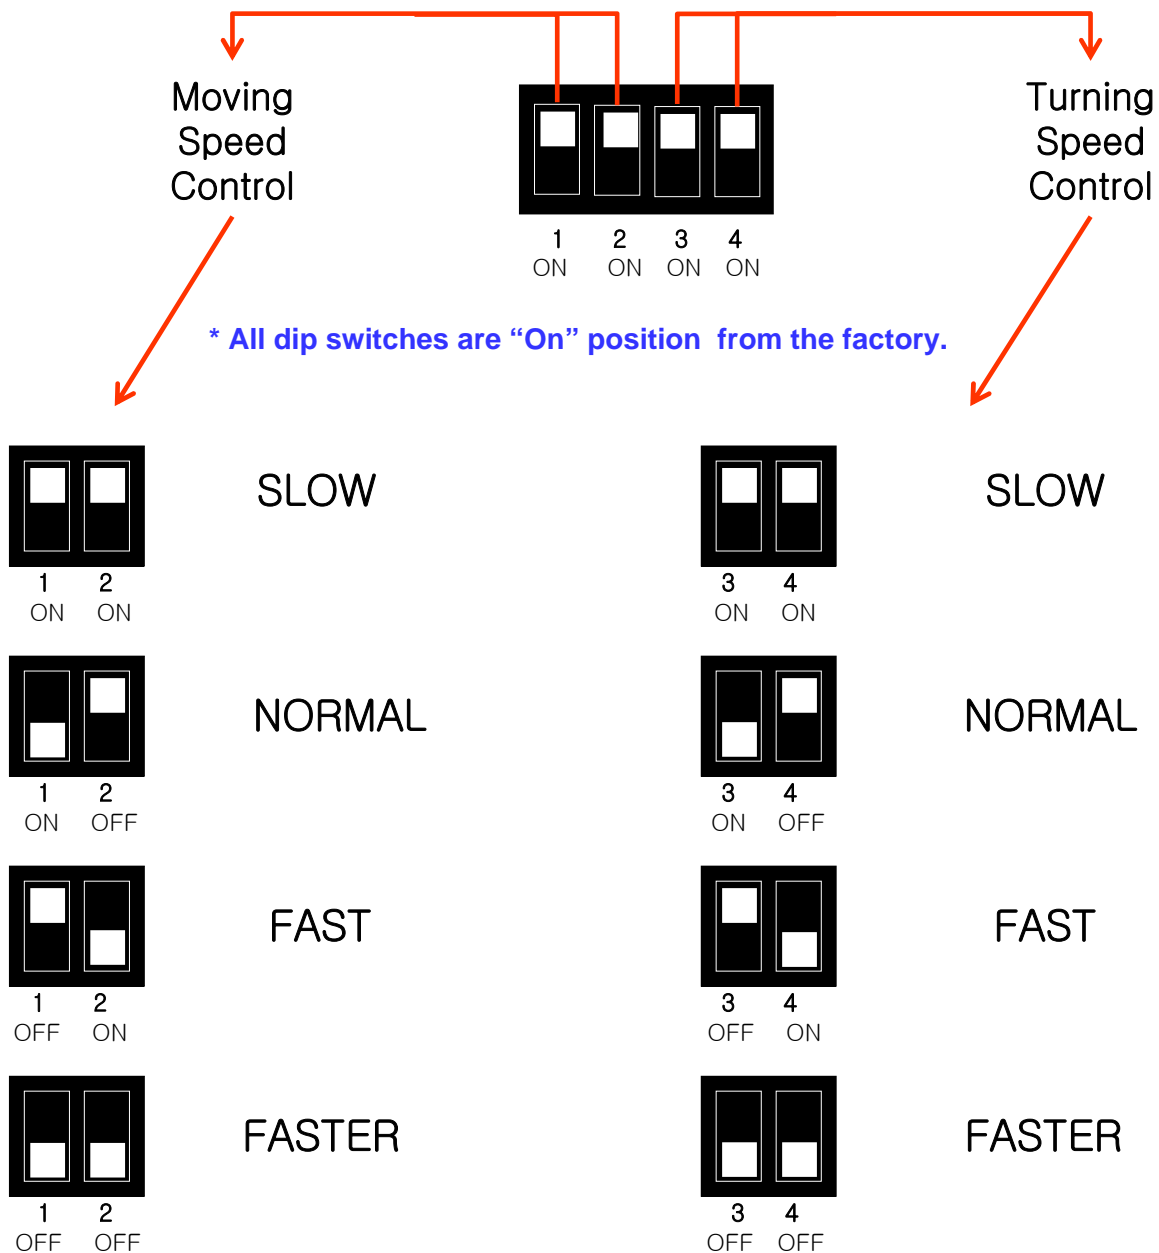 Moving
Speed
Control
Turning
Speed
Control
1 2 3 4
ON ON ON ON
* All dip switches are “On” position from the factory.
SLOW
1 2
ON ON
SLOW
3 4
ON ON
NORMAL
1 2
ON OFF
NORMAL
3 4
ON OFF
FAST
1 2
OFF ON
FAST
3 4
OFF ON
FASTER
1 2
OFF OFF
FASTER
3 4
OFF OFF